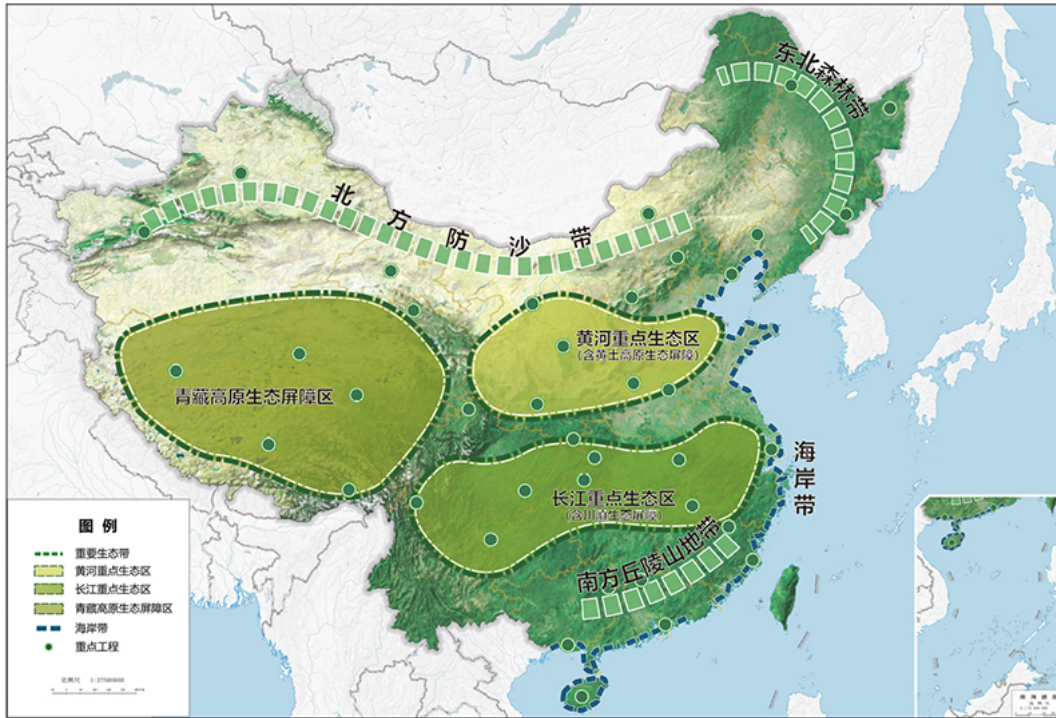 东北森林带
北方防沙带
黄河重点生态区
(含黄土高原生态屏障)
青藏高原生态屏障区
海岸带
长江重点生态区
(含川滇生态屏障)
南方丘陵山地带
图 例
重要生态带
黄河重点生态区
长江重点生态区
青藏高原生态屏障区
海岸带
重点工程
比例尺 1:27500000